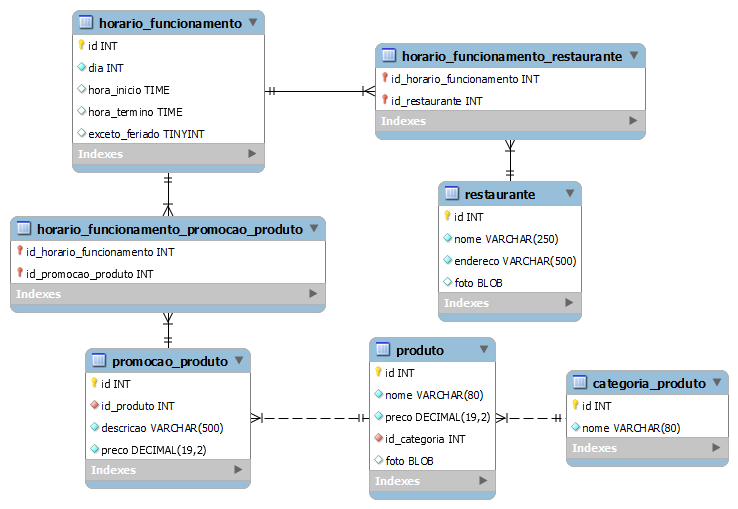 horario_funcionamento
id INT
dia INT
hora_inicio TIME
hora_termino TIME
exceto_feriado TINYINT
Indexes
horario_funcionamento_restaurante
id_horario_funcionamento INT
id_restaurante INT
Indexes
restaurante
id INT
nome VARCHAR(250)
endereco VARCHAR(500)
foto BLOB
Indexes
horario_funcionamento_promocao_produto
id_horario_funcionamento INT
id_promocao_produto INT
Indexes
promocao_produto
id INT
id_produto INT
descricao VARCHAR(500)
preco DECIMAL(19,2)
Indexes
produto
id INT
nome VARCHAR(80)
preco DECIMAL(19,2)
id_categoria INT
foto BLOB
Indexes
categoria_produto
id INT
nome VARCHAR(80)
Indexes